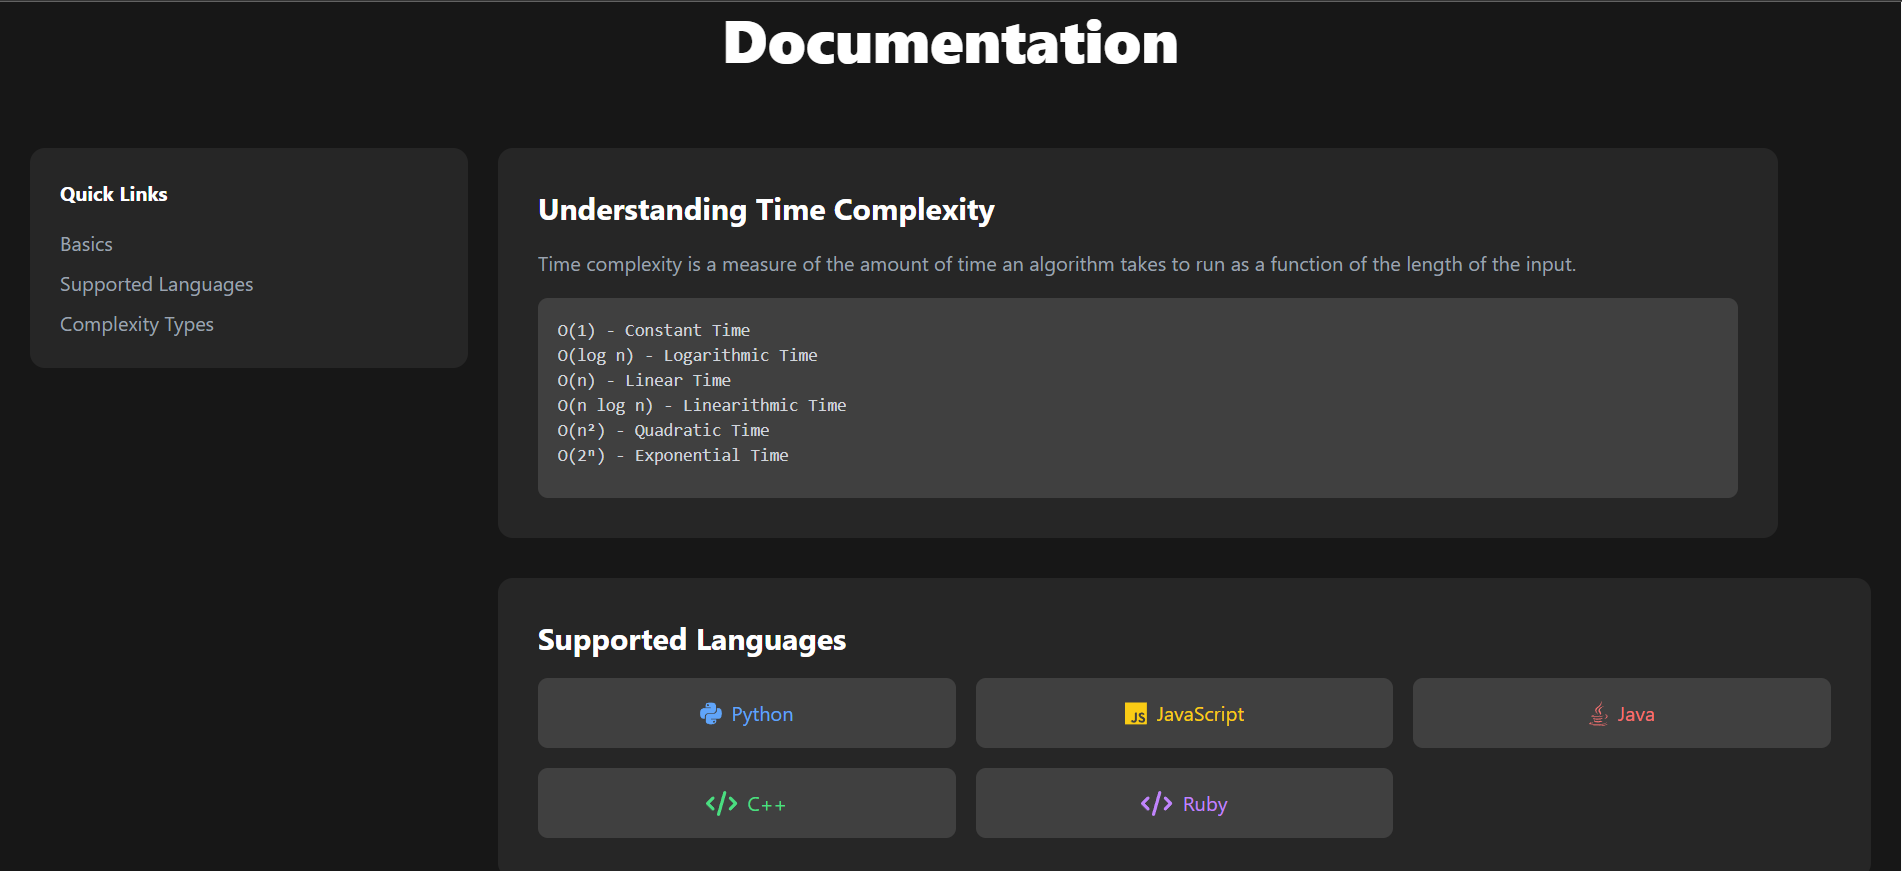 Documentation
Quick Links
Basics
Supported Languages
Complexity Types
Understanding Time Complexity
Time complexity is a measure of the amount of time an algorithm takes to run as a function of the length of the input.
O(1) - Constant Time
O(log n) - Logarithmic Time
O(n) - Linear Time
O(n log n) - Linearithmic Time
O(n²) - Quadratic Time
O(2ⁿ) - Exponential Time
Supported Languages
Python
JS JavaScript
Java
</> C++
</> Ruby